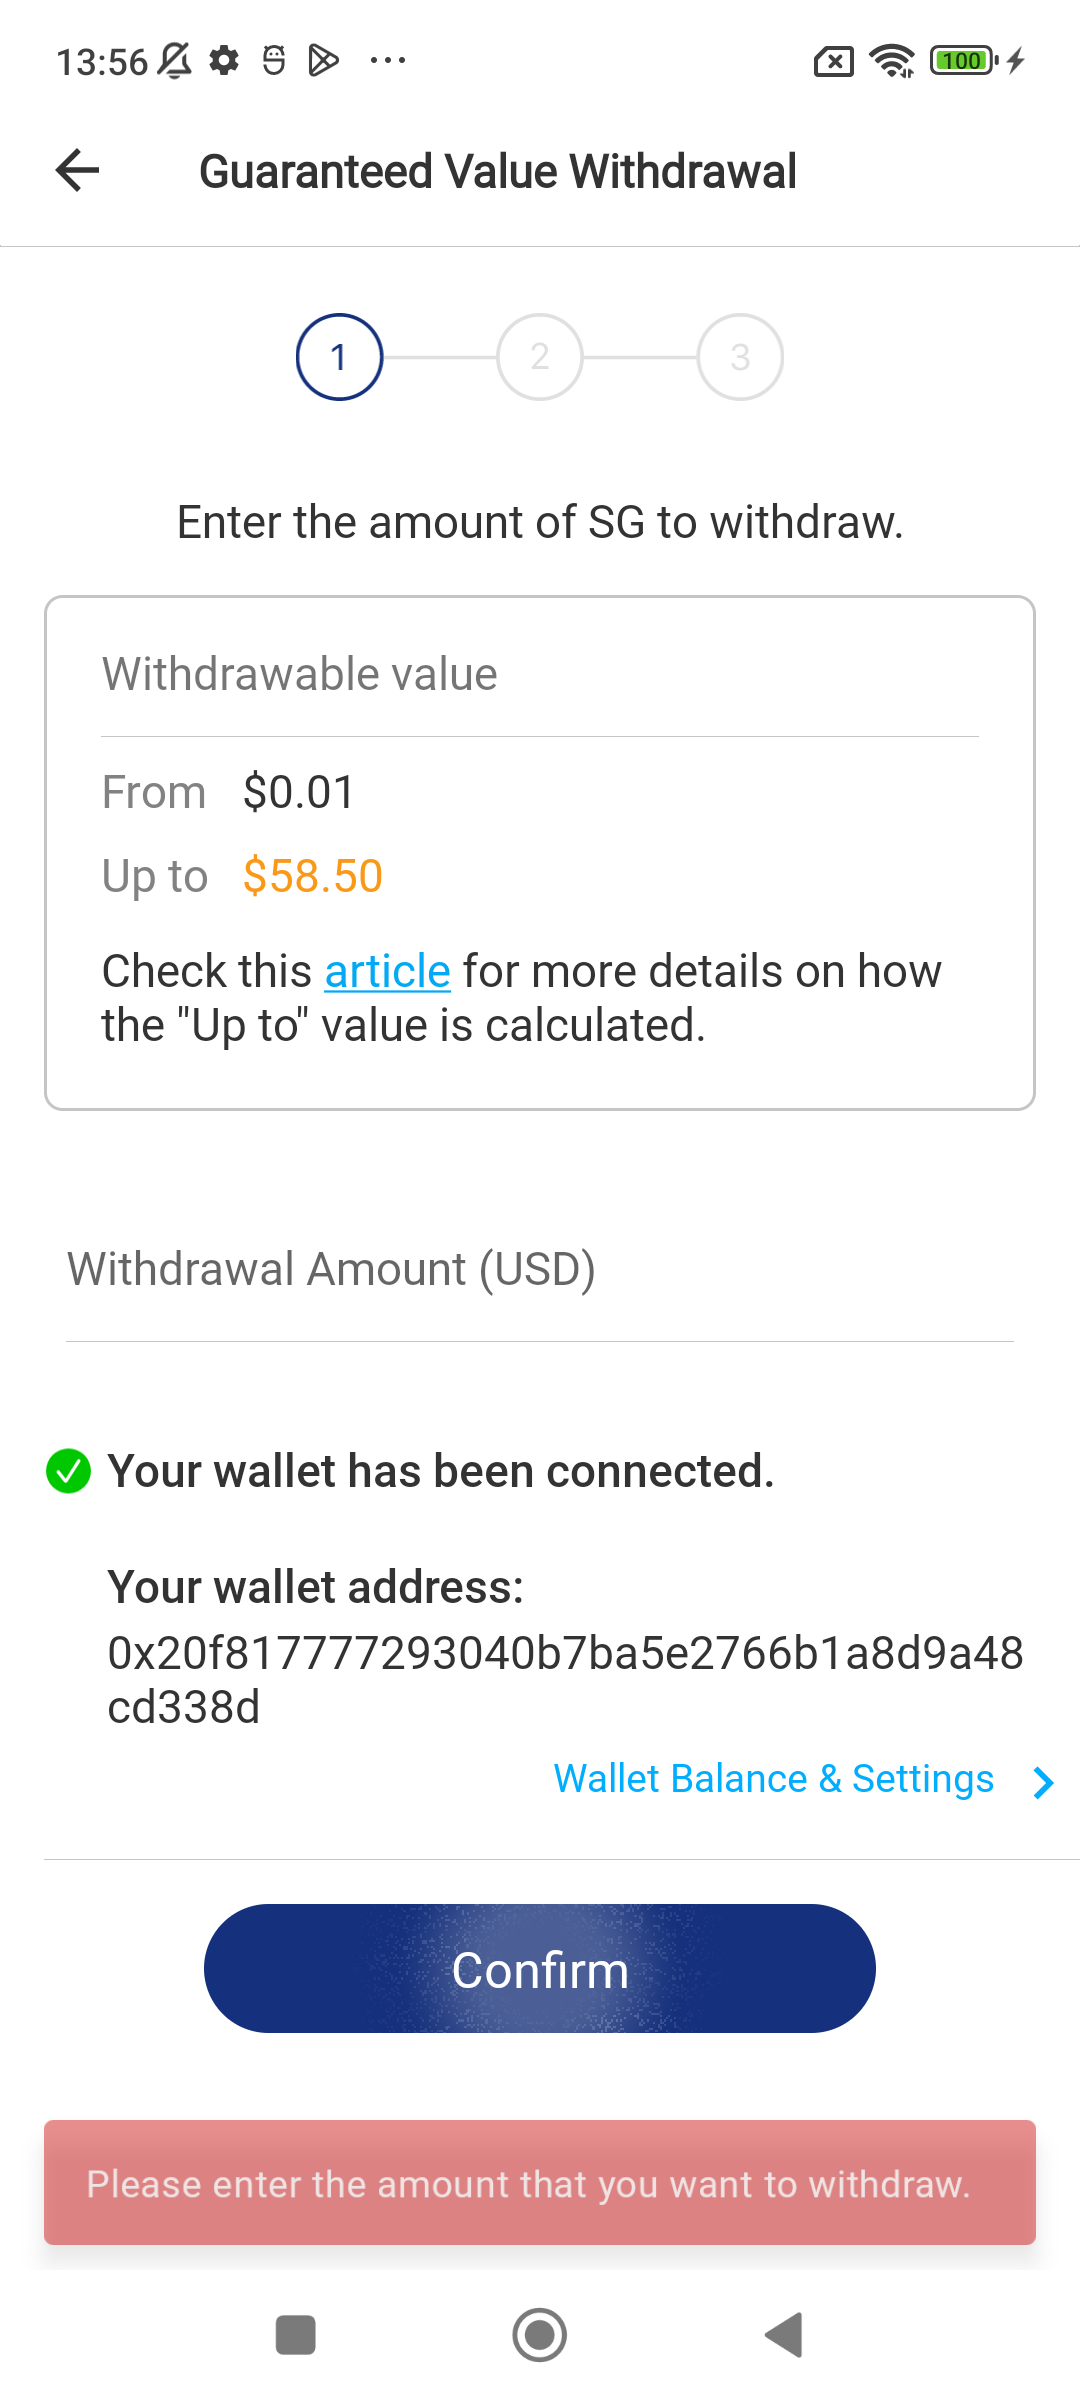 13:56
100
Guaranteed Value Withdrawal
1
2
3
Enter the amount of SG to withdraw.
Withdrawable value
From $0.01
Up to $58.50
Check this article for more details on how
the "Up to" value is calculated.
Withdrawal Amount (USD)
Your wallet has been connected.
Your wallet address:
0x20f817777293040b7ba5e2766b1a8d9a48
cd338d
Wallet Balance & Settings
Confirm
Please enter the amount that you want to withdraw.